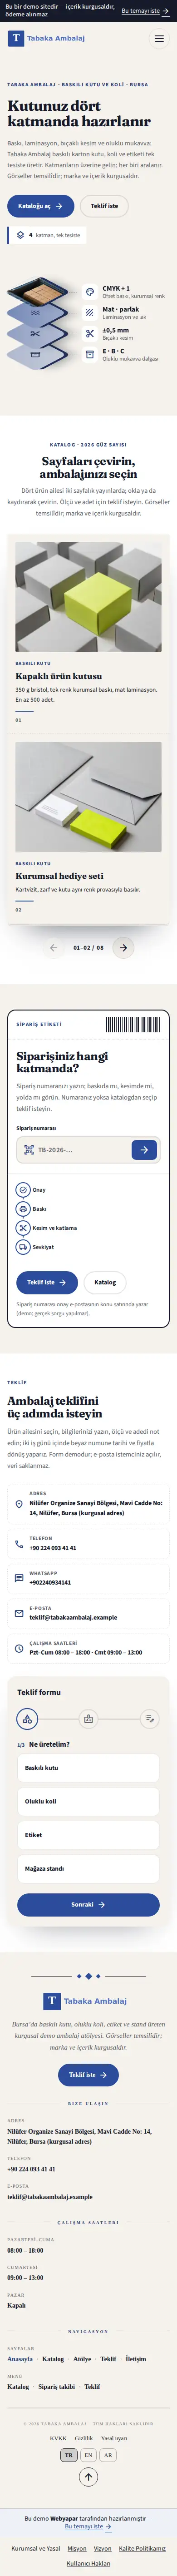 Bu bir demo sitedir — içerik kurgusaldır,
ödeme alınmaz
Bu temayı iste →
T Tabaka Ambalaj
TABAKA AMBALAJ · BASKILI KUTU VE KOLİ · BURSA
Kutunuz dört
katmanda hazırlanır
Baskı, laminasyon, bıçaklı kesim ve oluklu mukavva:
Tabaka Ambalaj baskılı karton kutu, koli ve etiketi tek
tesiste üretir. Katmanların üzerine gelin; her biri aralanır.
Görseller temsilîdir; marka ve içerik kurgusaldır.
Kataloğu aç →
Teklif iste
4 katman, tek tesiste
CMYK + 1
Ofset baskı, kurumsal renk
Mat · parlak
Laminasyon ve lak
±0,5 mm
Bıçaklı kesim
E · B · C
Oluklu mukavva dalgası
KATALOG · 2026 GÜZ SAYISI
Sayfaları çevirin,
ambalajınızı seçin
Dört ürün ailesi iki sayfalık yayınlarda; okla ya da
kaydırarak çevirin. Ölçü ve adet için teklif isteyin. Görseller
temsilîdir; marka ve içerik kurgusaldır.
BASKILI KUTU
Kapaklı ürün kutusu
350 g bristol, tek renk kurumsal baskı, mat laminasyon.
En az 500 adet.
01
BASKILI KUTU
Kurumsal hediye seti
Kartvizit, zarf ve kutu aynı renk provasıyla basılır.
02
01–02 / 08
SİPARİŞ ETİKETİ
Siparişiniz hangi
katmanda?
Sipariş numaranızı yazın; baskıda mı, kesimde mi,
yolda mı görün. Numaranız yoksa katalogdan seçip
teklif isteyin.
Sipariş numarası
TB-2026-...
Onay
Baskı
Kesim ve katlama
Sevkiyat
Teklif iste →
Katalog
Sipariş numarası onay e-postasının konu satırında yazar
(demo; gerçek sorgu yapılmaz).
TEKLİF
Ambalaj teklifini
üç adımda isteyin
Ürün ailesini seçin, bilgilerinizi yazın, ölçü ve adedi not
edin; iki iş günü içinde beyaz numune tarihi ve fiyatla
dönüş yaparız. Form demodur; e-posta istemcinizi açar,
veri saklanmaz.
ADRES
Nilüfer Organize Sanayi Bölgesi, Mavi Cadde No:
14, Nilüfer, Bursa (kurgusal adres)
TELEFON
+90 224 093 41 41
WHATSAPP
+902240934141
E-POSTA
teklif@tabakaambalaj.example
ÇALIŞMA SAATLERİ
Pzt–Cum 08:00 – 18:00 · Cmt 09:00 – 13:00
Teklif formu
1/3 Ne üretelim?
Baskılı kutu
Oluklu koli
Etiket
Mağaza standı
Sonraki →
T Tabaka Ambalaj
Bursa'da baskılı kutu, oluklu koli, etiket ve stand üreten
kurgusal demo ambalaj atölyesi. Görseller temsilîdir;
marka ve içerik kurgusaldır.
Teklif iste →
BİZE ULAŞIN
ADRES
Nilüfer Organize Sanayi Bölgesi, Mavi Cadde No: 14,
Nilüfer, Bursa (kurgusal adres)
TELEFON
+90 224 093 41 41
E-POSTA
teklif@tabakaambalaj.example
ÇALIŞMA SAATLERİ
PAZARTESİ–CUMA
08:00 – 18:00
CUMARTESİ
09:00 – 13:00
PAZAR
Kapalı
NAVİGASYON
SAYFALAR
Anasayfa · Katalog · Atölye · Teklif · İletişim
MENÜ
Katalog · Sipariş takibi · Teklif
© 2026 TABAKA AMBALAJ TÜM HAKLARI SAKLIDIR
KVKK Gizlilik Yasal uyarı
TR EN AR
Bu demo Webyapar tarafından hazırlanmıştır —
Bu temayı iste →
Kurumsal ve Yasal Misyon Vizyon Kalite Politikamız
Kullanıcı Hakları